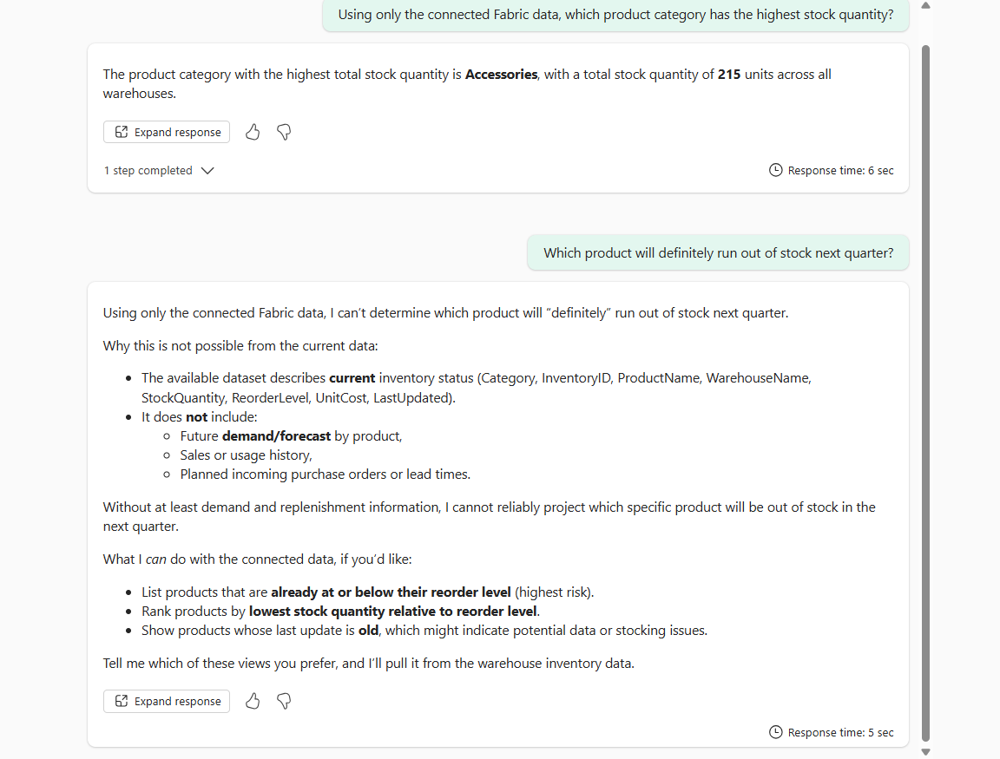 Using only the connected Fabric data, which product category has the highest stock quantity?
The product category with the highest total stock quantity is Accessories, with a total stock quantity of 215 units across all
warehouses.
Expand response
1 step completed
Response time: 6 sec
Which product will definitely run out of stock next quarter?
Using only the connected Fabric data, I can’t determine which product will “definitely” run out of stock next quarter.
Why this is not possible from the current data:
• The available dataset describes current inventory status (Category, InventoryID, ProductName, WarehouseName,
StockQuantity, ReorderLevel, UnitCost, LastUpdated).
• It does not include:
○ Future demand/forecast by product,
○ Sales or usage history,
○ Planned incoming purchase orders or lead times.
Without at least demand and replenishment information, I cannot reliably project which specific product will be out of stock in the
next quarter.
What I can do with the connected data, if you’d like:
• List products that are already at or below their reorder level (highest risk).
• Rank products by lowest stock quantity relative to reorder level.
• Show products whose last update is old, which might indicate potential data or stocking issues.
Tell me which of these views you prefer, and I’ll pull it from the warehouse inventory data.
Expand response
Response time: 5 sec